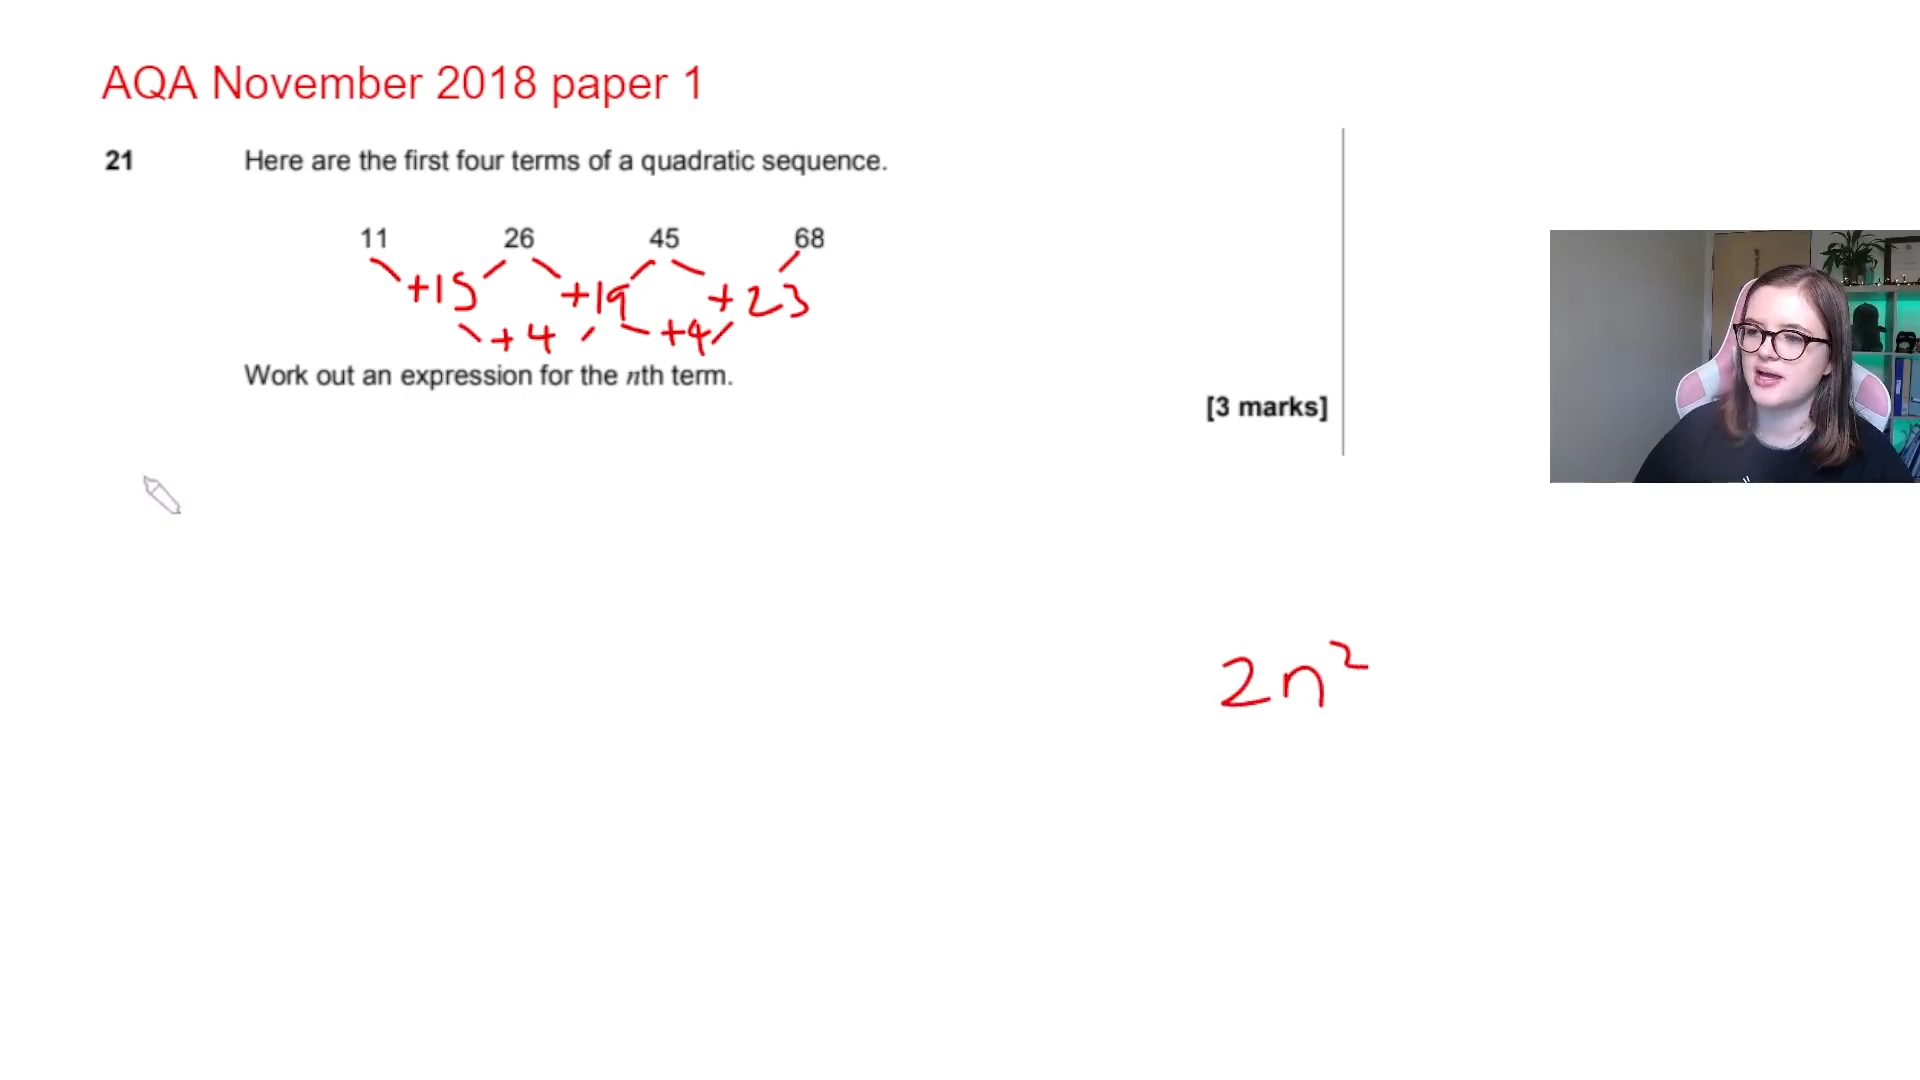 AQA November 2018 paper 1
21 Here are the first four terms of a quadratic sequence.
11 26 45 68
+15 +19 +23
+4 +4
Work out an expression for the nth term.
[3 marks]
2n²